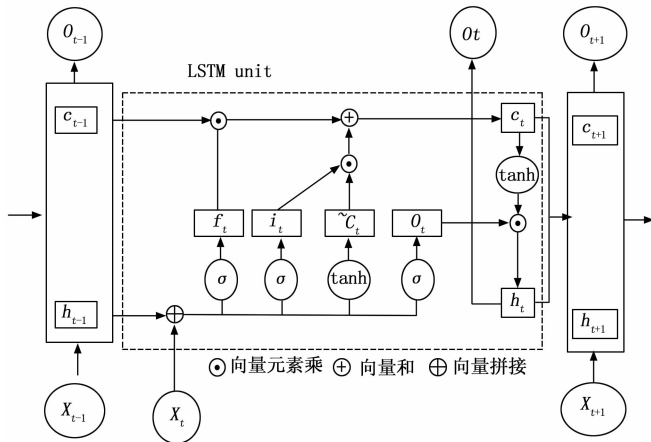 O_{t-1} Ot O_{t+1}
LSTM unit
c_{t-1} c_t c_{t+1}
tanh
f_t i_t ~C_t O_t
σ σ tanh σ
h_{t-1} h_t h_{t+1}
向量元素乘 向量和 向量拼接
X_{t-1} X_t X_{t+1}